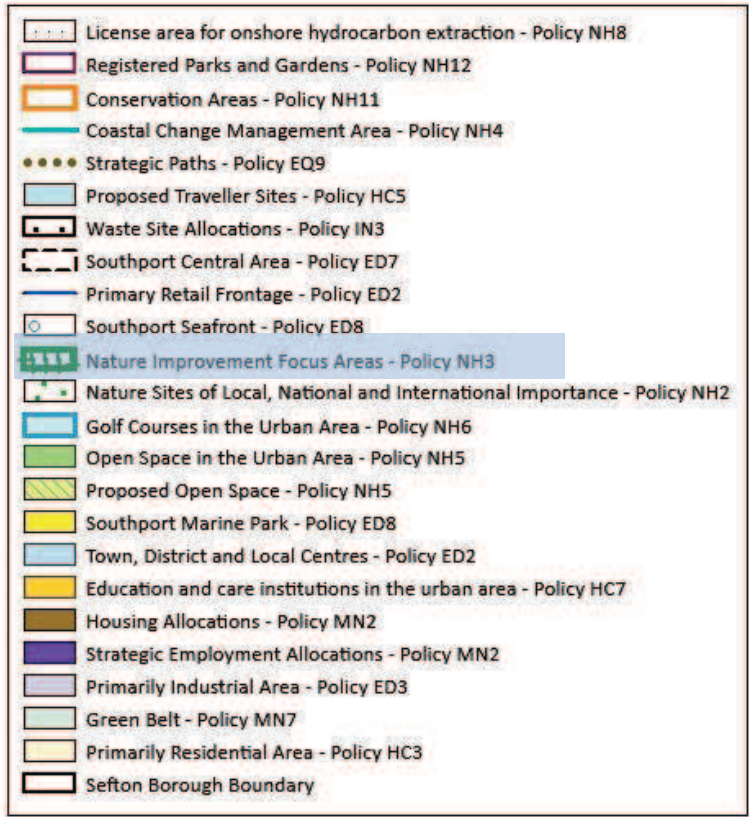 License area for onshore hydrocarbon extraction - Policy NH8
Registered Parks and Gardens - Policy NH12
Conservation Areas - Policy NH11
Coastal Change Management Area - Policy NH4
Strategic Paths - Policy EQ9
Proposed Traveller Sites - Policy HC5
Waste Site Allocations - Policy IN3
Southport Central Area - Policy ED7
Primary Retail Frontage - Policy ED2
Southport Seafront - Policy ED8
Nature Improvement Focus Areas - Policy NH3
Nature Sites of Local, National and International Importance - Policy NH2
Golf Courses in the Urban Area - Policy NH6
Open Space in the Urban Area - Policy NH5
Proposed Open Space - Policy NH5
Southport Marine Park - Policy ED8
Town, District and Local Centres - Policy ED2
Education and care institutions in the urban area - Policy HC7
Housing Allocations - Policy MN2
Strategic Employment Allocations - Policy MN2
Primarily Industrial Area - Policy ED3
Green Belt - Policy MN7
Primarily Residential Area - Policy HC3
Sefton Borough Boundary